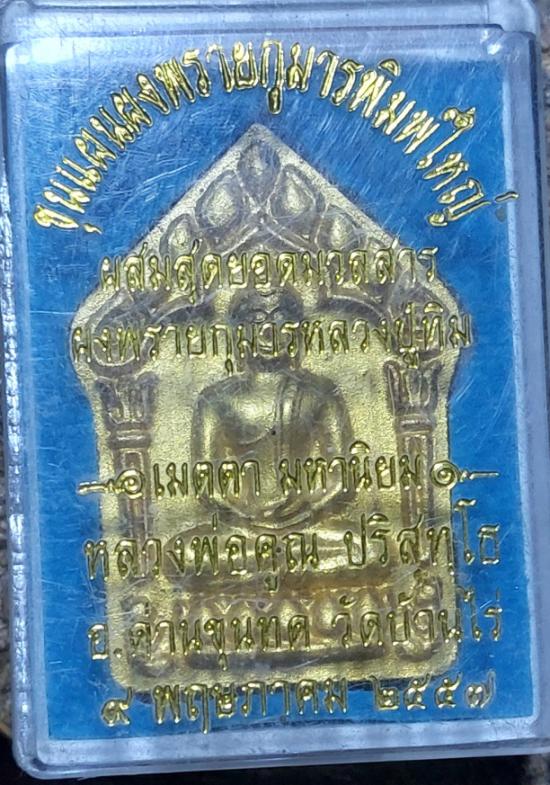 ขุนแผนผงพรายกุมารพิมพ์ใหญ่
ผสมสุดยอดมวลสาร
ผงพรายกุมารหลวงปู่ทิม
เมตตา มหานิยม
หลวงพ่อคูณ ปริสุทฺโธ
อ.ด่านขุนทด วัดบ้านไร่
๙ พฤษภาคม ๒๕๕๗